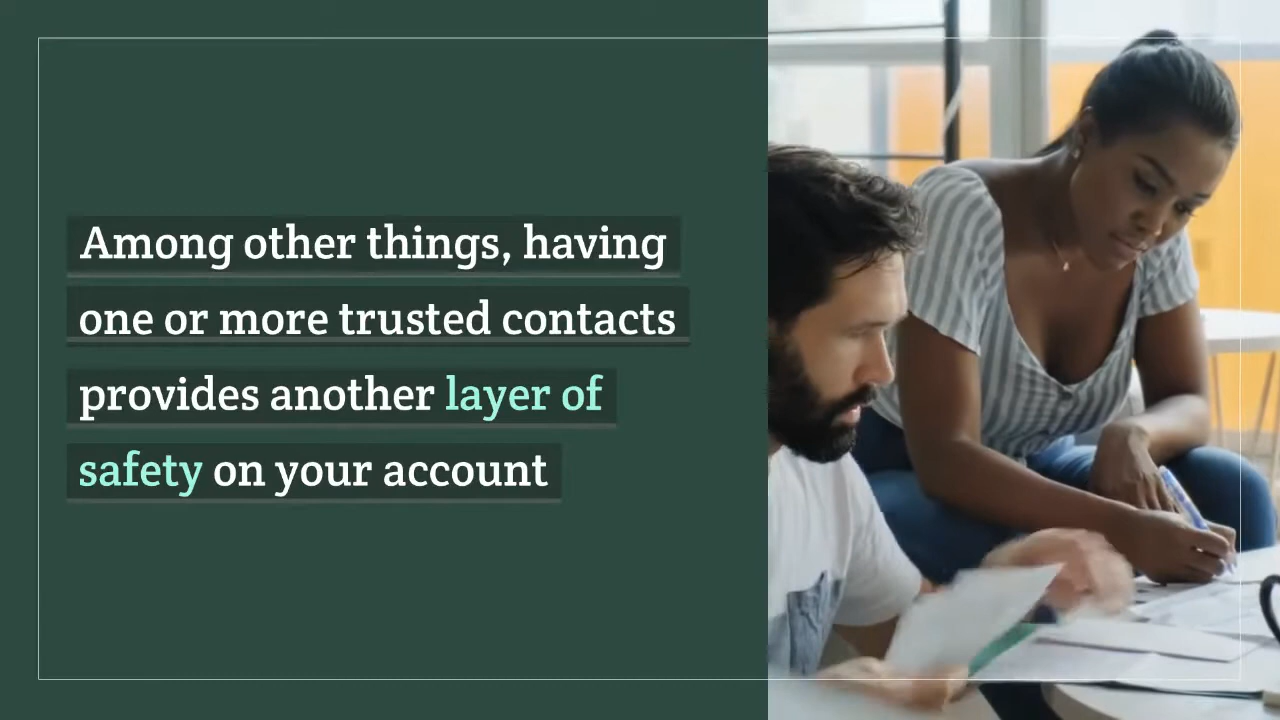 Among other things, having
one or more trusted contacts
provides another layer of
safety on your account